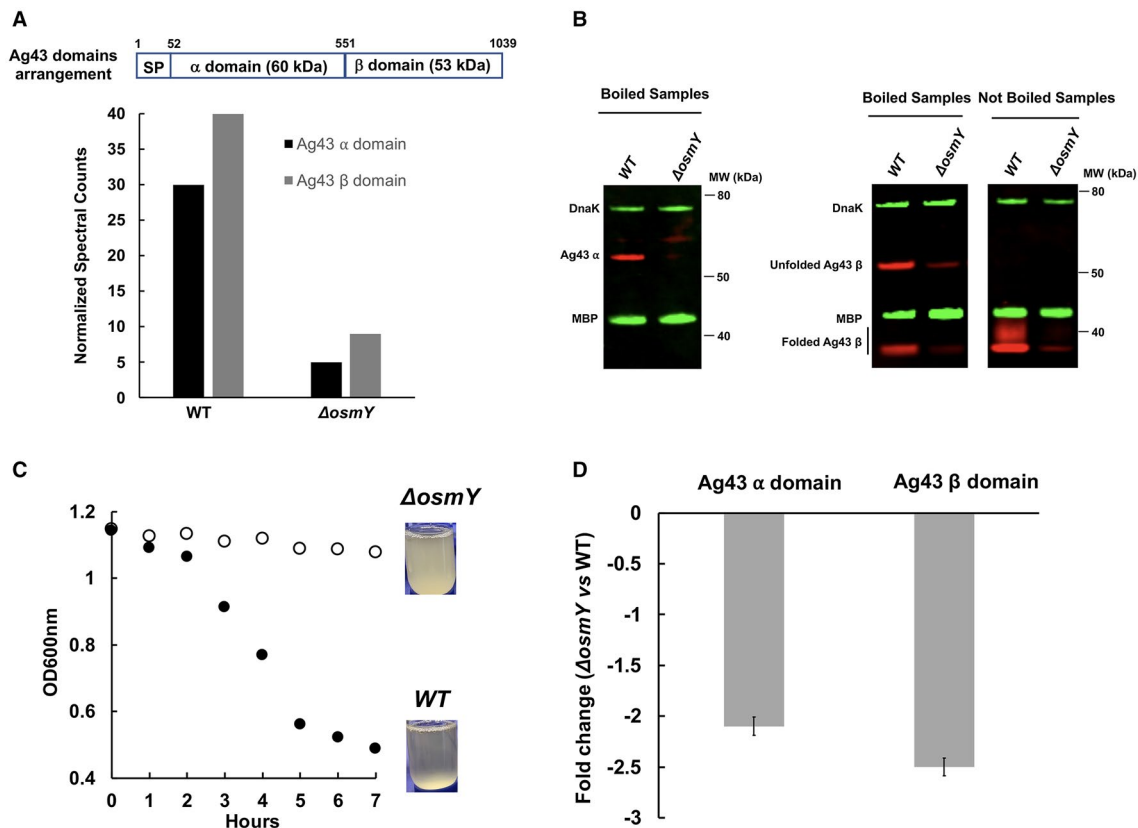 A
1 52 551 1039
Ag43 domains
arrangement
SP α domain (60 kDa) β domain (53 kDa)
Normalized Spectral Counts
40
35
30
25
20
15
10
5
0
Ag43 α domain
Ag43 β domain
WT ΔosmY
B
Boiled Samples
WT ΔosmY
MW (kDa)
80
DnaK
Ag43 α
50
MBP
40
Boiled Samples Not Boiled Samples
WT ΔosmY WT ΔosmY
MW (kDa)
80
DnaK
Unfolded Ag43 β
50
MBP
40
Folded Ag43 β
C
OD600nm
1.2
1
0.8
0.6
0.4
0 1 2 3 4 5 6 7
Hours
ΔosmY
WT
D
Ag43 α domain Ag43 β domain
Fold change (ΔosmY vs WT)
0
-0.5
-1
-1.5
-2
-2.5
-3